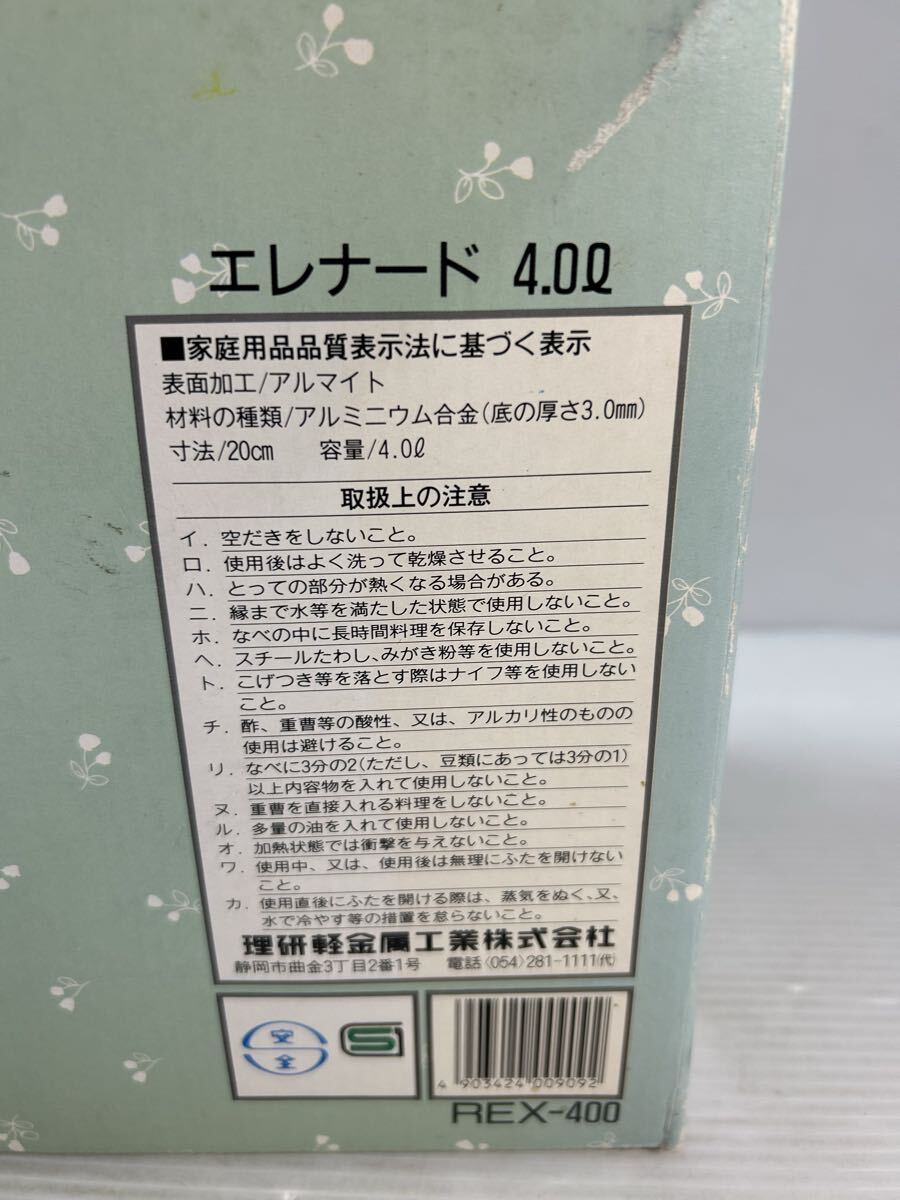 エレナード 4.0ℓ
■家庭用品品質表示法に基づく表示
表面加工/アルマイト
材料の種類/アルミニウム合金(底の厚さ3.0mm)
寸法/20cm 容量/4.0ℓ
取扱上の注意
イ. 空だきをしないこと。
ロ. 使用後はよく洗って乾燥させること。
ハ. とっての部分が熱くなる場合がある。
ニ. 縁まで水等を満たした状態で使用しないこと。
ホ. なべの中に長時間料理を保存しないこと。
ヘ. スチールたわし、みがき粉等を使用しないこと。
ト. こげつき等を落とす際はナイフ等を使用しない
こと。
チ. 酢、重曹等の酸性、又は、アルカリ性のものの
使用は避けること。
リ. なべに3分の2(ただし、豆類にあっては3分の1)
以上内容物を入れて使用しないこと。
ヌ. 重曹を直接入れる料理をしないこと。
ル. 多量の油を入れて使用しないこと。
オ. 加熱状態では衝撃を与えないこと。
ワ. 使用中、又は、使用後は無理にふたを開けない
こと。
カ. 使用直後にふたを開ける際は、蒸気をぬく、又、
水で冷やす等の措置を怠らないこと。
理研軽金属工業株式会社
静岡市曲金3丁目2番1号 電話〈054〉281-1111(代)
安全
S
4 903424 009092
REX-400